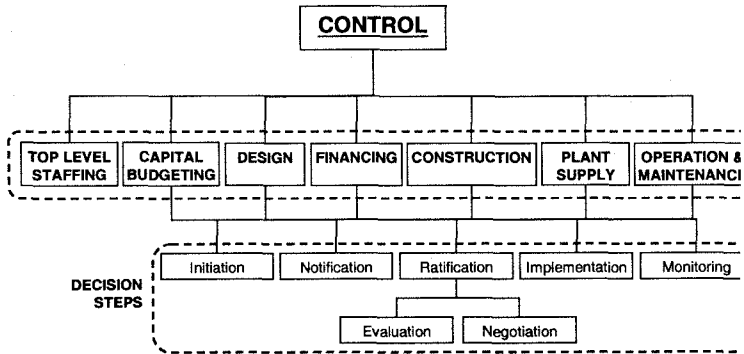 CONTROL
TOP LEVEL
STAFFING
CAPITAL
BUDGETING
DESIGN
FINANCING
CONSTRUCTION
PLANT
SUPPLY
OPERATION &
MAINTENANC
DECISION
STEPS
Initiation
Notification
Ratification
Implementation
Monitoring
Evaluation
Negotiation